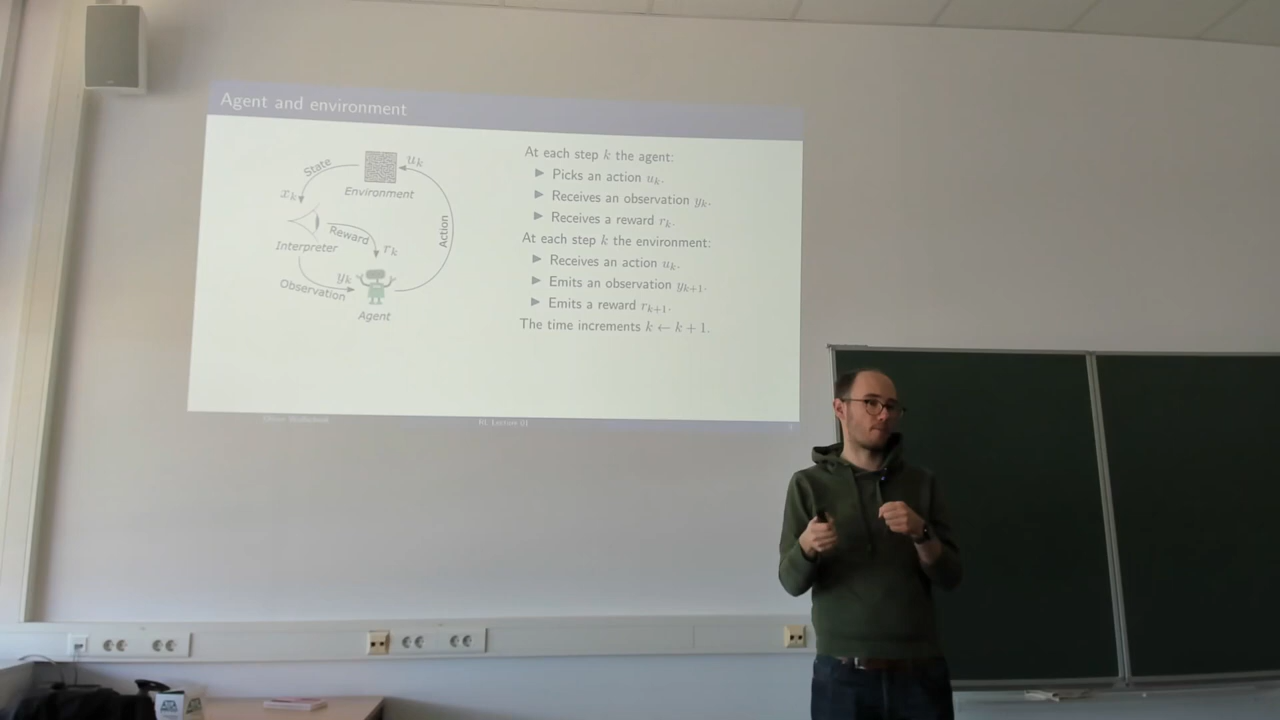 Agent and environment
State
u_k
x_k
Environment
Reward
r_k
Action
Interpreter
y_k
Observation
Agent
At each step k the agent:
▶ Picks an action u_k.
▶ Receives an observation y_k.
▶ Receives a reward r_k.
At each step k the environment:
▶ Receives an action u_k.
▶ Emits an observation y_{k+1}.
▶ Emits a reward r_{k+1}.
The time increments k ← k + 1.
RL Lecture 01